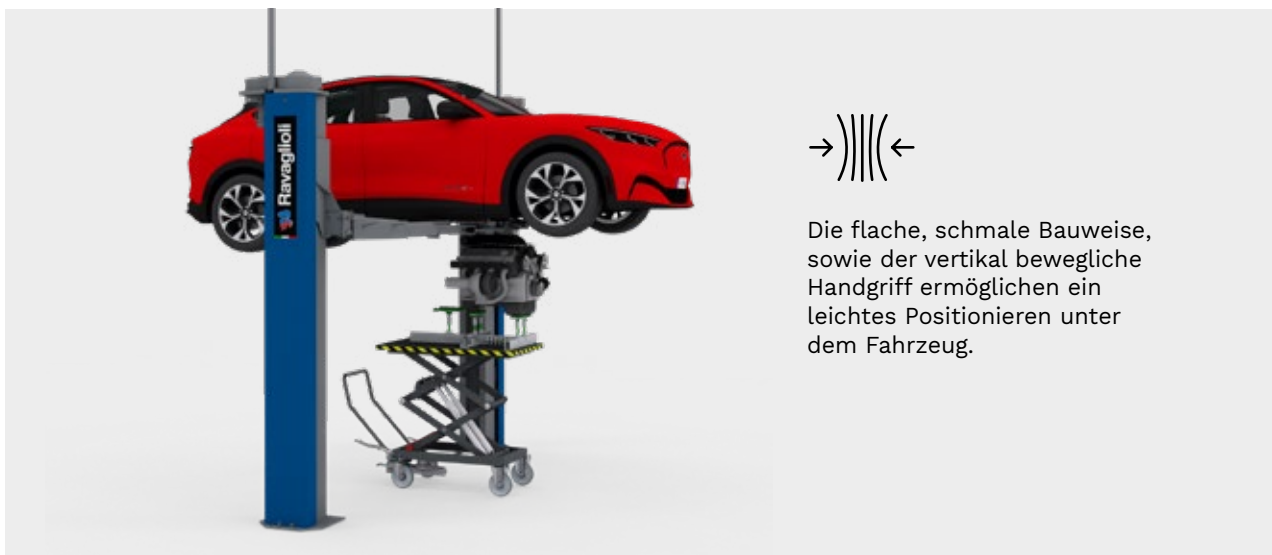 Ravaglioli
Die flache, schmale Bauweise,
sowie der vertikal bewegliche
Handgriff ermöglichen ein
leichtes Positionieren unter
dem Fahrzeug.